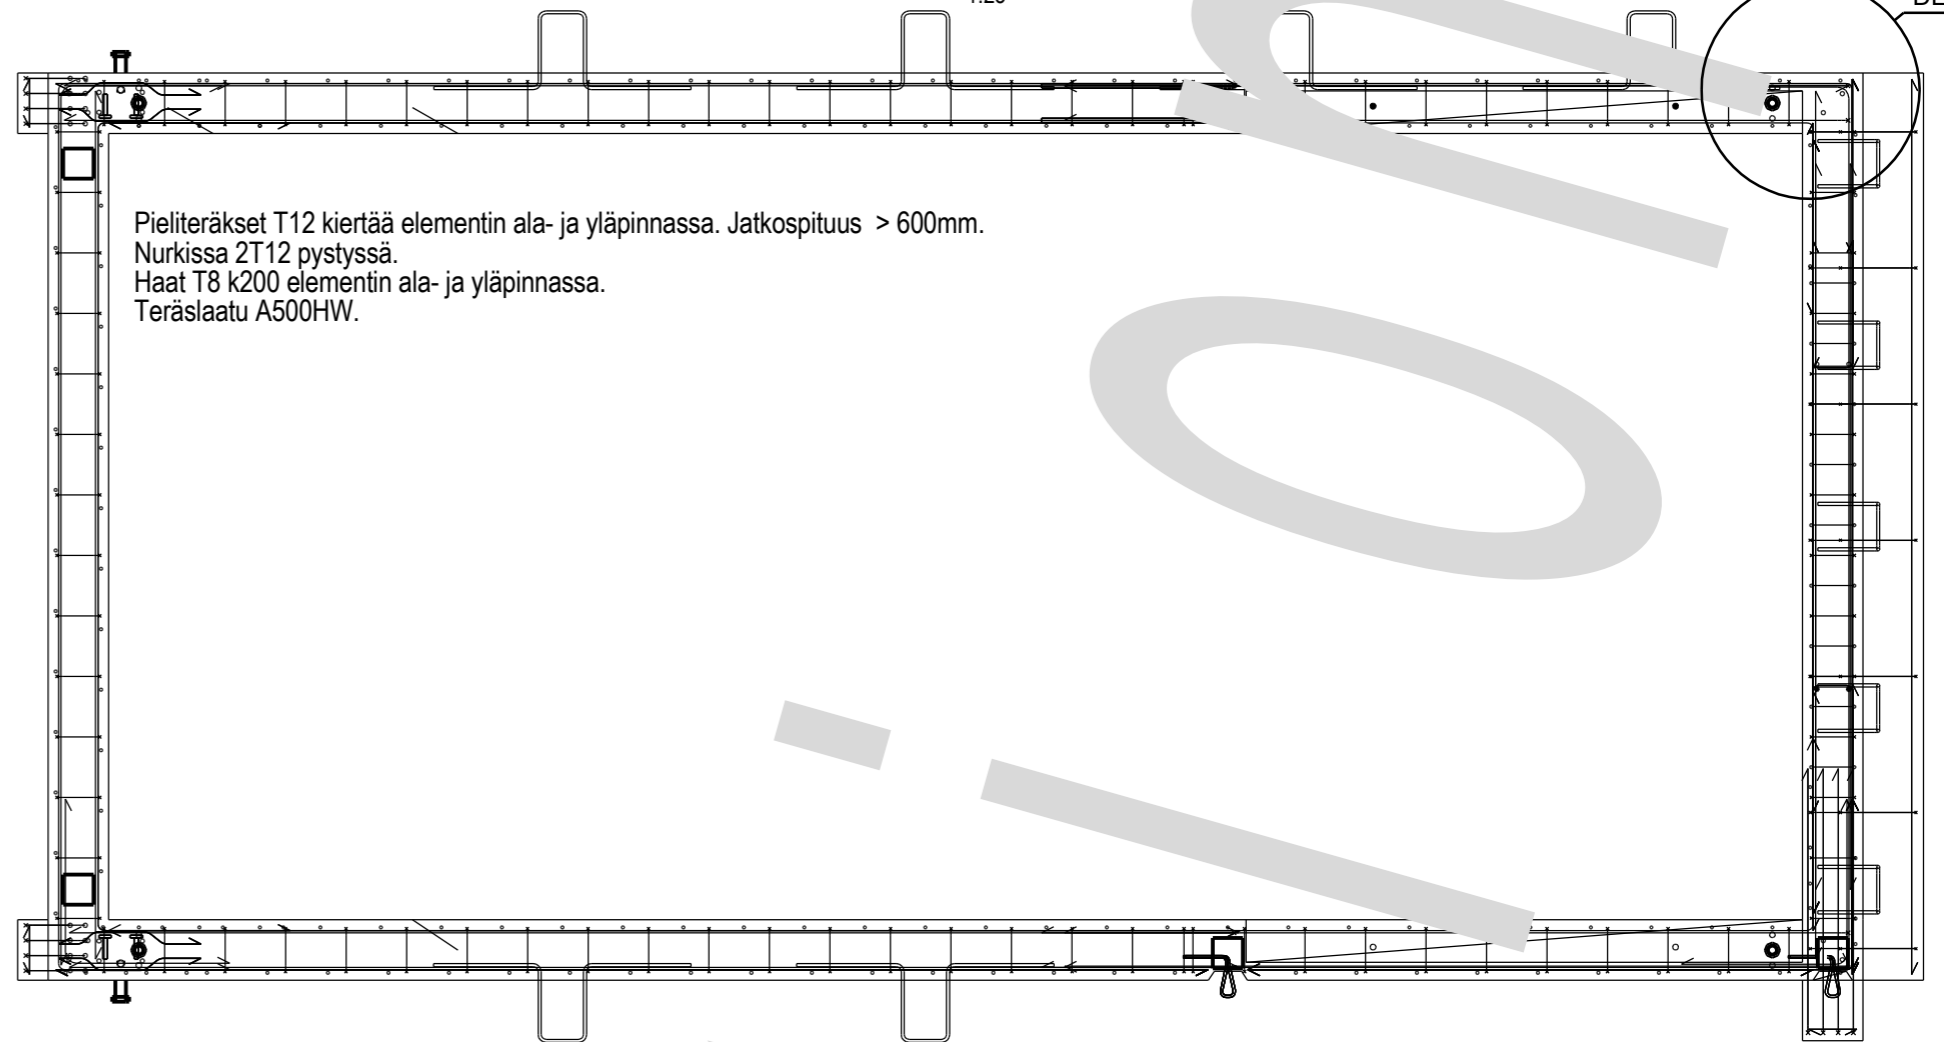 Pieliteräkset T12 kiertää elementin ala- ja yläpinnassa. Jatkospituus > 600mm.
Nurkissa 2T12 pystyssä.
Haat T8 k200 elementin ala- ja yläpinnassa.
Teräslaatu A500HW.